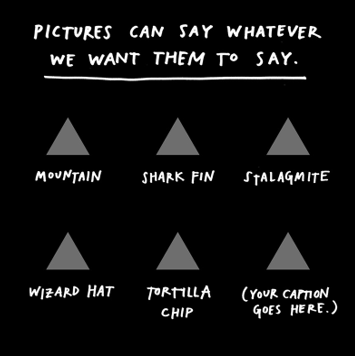 PICTURES CAN SAY WHATEVER
WE WANT THEM TO SAY.
MOUNTAIN
SHARK FIN
STALAGMITE
WIZARD HAT
TORTILLA
CHIP
(YOUR CAPTION
GOES HERE.)